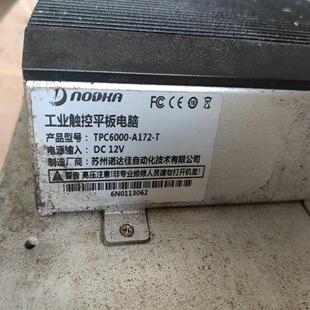 NODKA
FC CE
工业触控平板电脑
产品型号: TPC6000-A172-T
电源输入: DC 12V
制造厂商: 苏州诺达佳自动化技术有限公司
警告 高压注意!非专业维修人员请勿打开机盖!
6N0113062